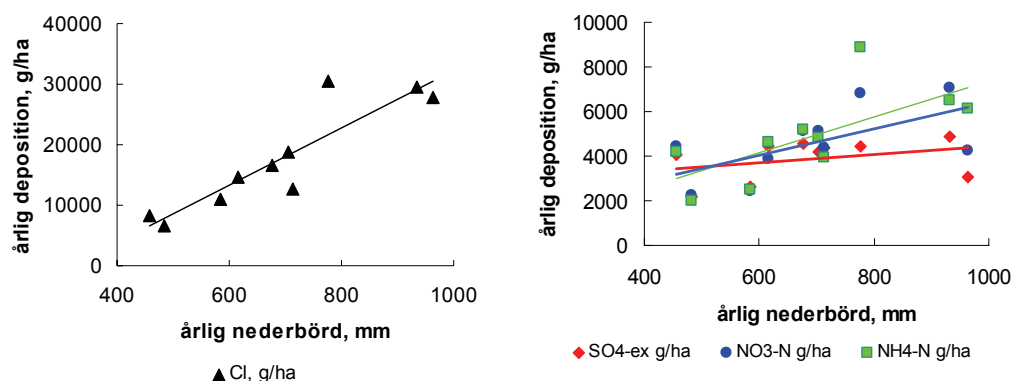 årlig deposition, g/ha
40000
30000
20000
10000
0
400
600
800
1000
årlig nederbörd, mm
Cl, g/ha
årlig deposition, g/ha
10000
8000
6000
4000
2000
0
400
600
800
1000
årlig nederbörd, mm
SO4-ex g/ha
NO3-N g/ha
NH4-N g/ha